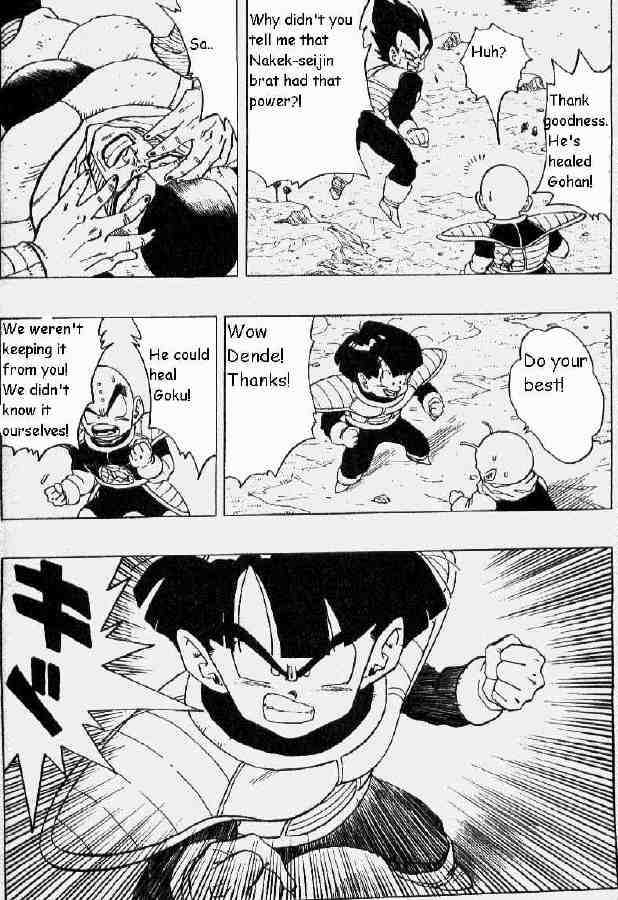 Thank
goodness.
He's
healed
Gohan!
Huh?
Why didn't you
tell me that
Nakek-seijin
brat had that
power?!
Sa..
Do your
best!
Wow
Dende!
Thanks!
He could
heal
Goku!
We weren't
keeping it
from you!
We didn't
know it
ourselves!
ザッ